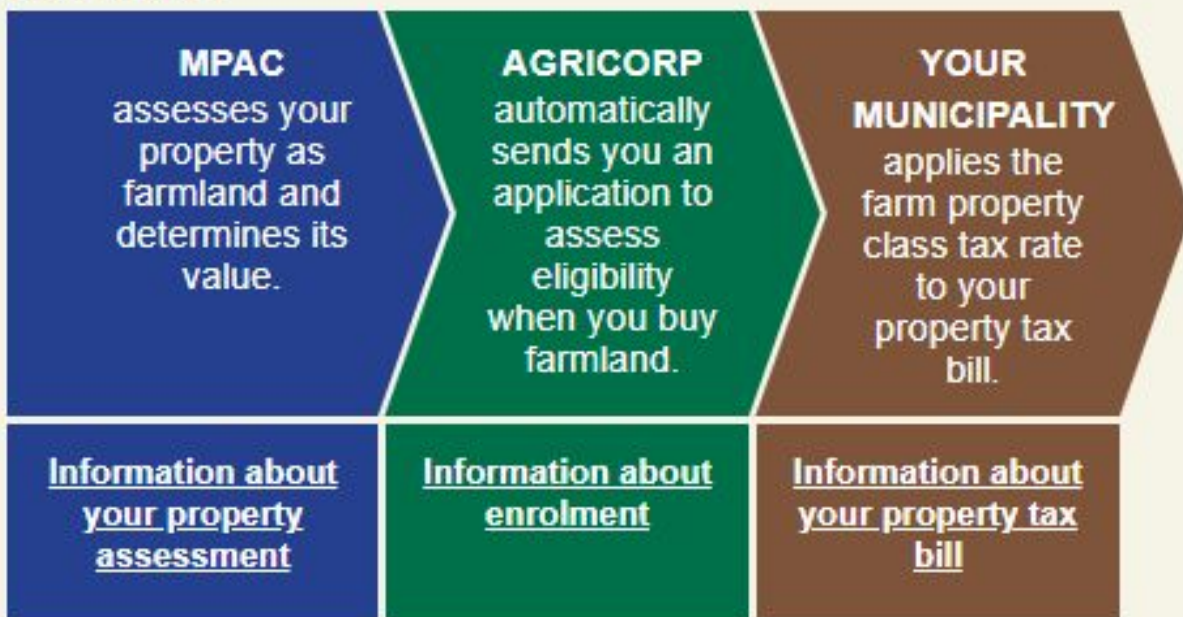 MPAC
assesses your
property as
farmland and
determines its
value.
AGRICORP
automatically
sends you an
application to
assess
eligibility
when you buy
farmland.
YOUR
MUNICIPALITY
applies the
farm property
class tax rate
to your
property tax
bill.
Information about
your property
assessment
Information about
enrolment
Information about
your property tax
bill